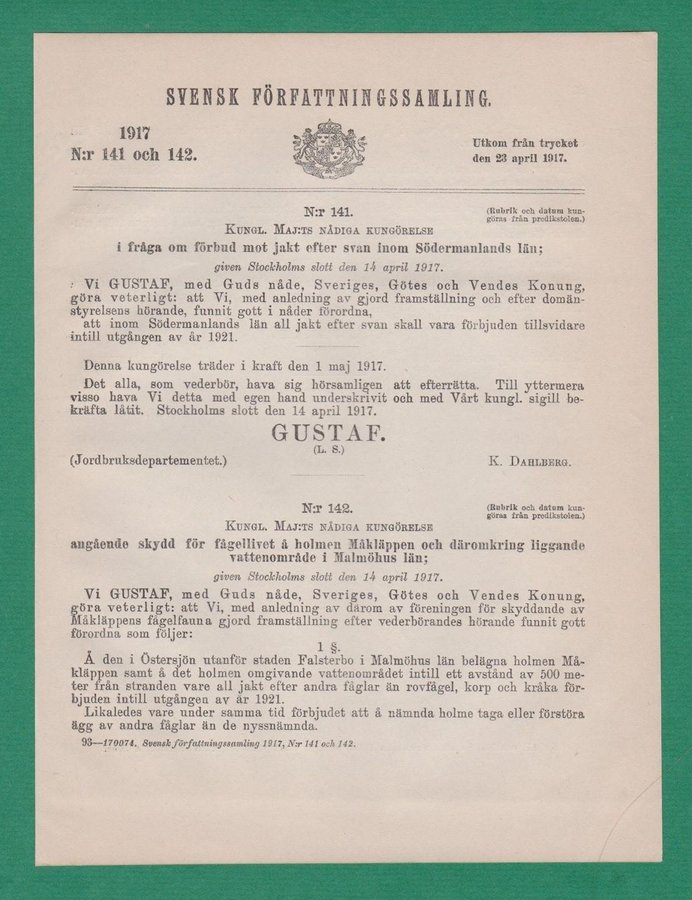 SVENSK FÖRFATTNINGSSAMLING.
1917
N:r 141 och 142.
Utkom från trycket
den 23 april 1917.
N:r 141.
(Rubrik och datum kun-
göras från predikstolen.)
KUNGL. MAJ:TS NÅDIGA KUNGÖRELSE
i fråga om förbud mot jakt efter svan inom Södermanlands län;
given Stockholms slott den 14 april 1917.
Vi GUSTAF, med Guds nåde, Sveriges, Götes och Vendes Konung,
göra veterligt: att Vi, med anledning av gjord framställning och efter domän-
styrelsens hörande, funnit gott i nåder förordna,
att inom Södermanlands län all jakt efter svan skall vara förbjuden tillsvidare
intill utgången av år 1921.
Denna kungörelse träder i kraft den 1 maj 1917.
Det alla, som vederbör, hava sig hörsamligen att efterrätta. Till yttermera
visso hava Vi detta med egen hand underskrivit och med Vårt kungl. sigill be-
kräfta låtit. Stockholms slott den 14 april 1917.
GUSTAF.
(L. S.)
(Jordbruksdepartementet.)
K. DAHLBERG.
N:r 142.
(Rubrik och datum kun-
göras från predikstolen.)
KUNGL. MAJ:TS NÅDIGA KUNGÖRELSE
angående skydd för fågellivet å holmen Måkläppen och däromkring liggande
vattenområde i Malmöhus län;
given Stockholms slott den 14 april 1917.
Vi GUSTAF, med Guds nåde, Sveriges, Götes och Vendes Konung,
göra veterligt: att Vi, med anledning av därom av föreningen för skyddande av
Måkläppens fågelfauna gjord framställning efter vederbörandes hörande funnit gott
förordna som följer:
1 §.
Å den i Östersjön utanför staden Falsterbo i Malmöhus län belägna holmen Må-
kläppen samt å det holmen omgivande vattenområdet intill ett avstånd av 500 me-
ter från stranden vare all jakt efter andra fåglar än rovfågel, korp och kråka för-
bjuden intill utgången av år 1921.
Likaledes vare under samma tid förbjudet att å nämnda holme taga eller förstöra
ägg av andra fåglar än de nyssnämnda.
93—170074. Svensk författningssamling 1917, N:r 141 och 142.